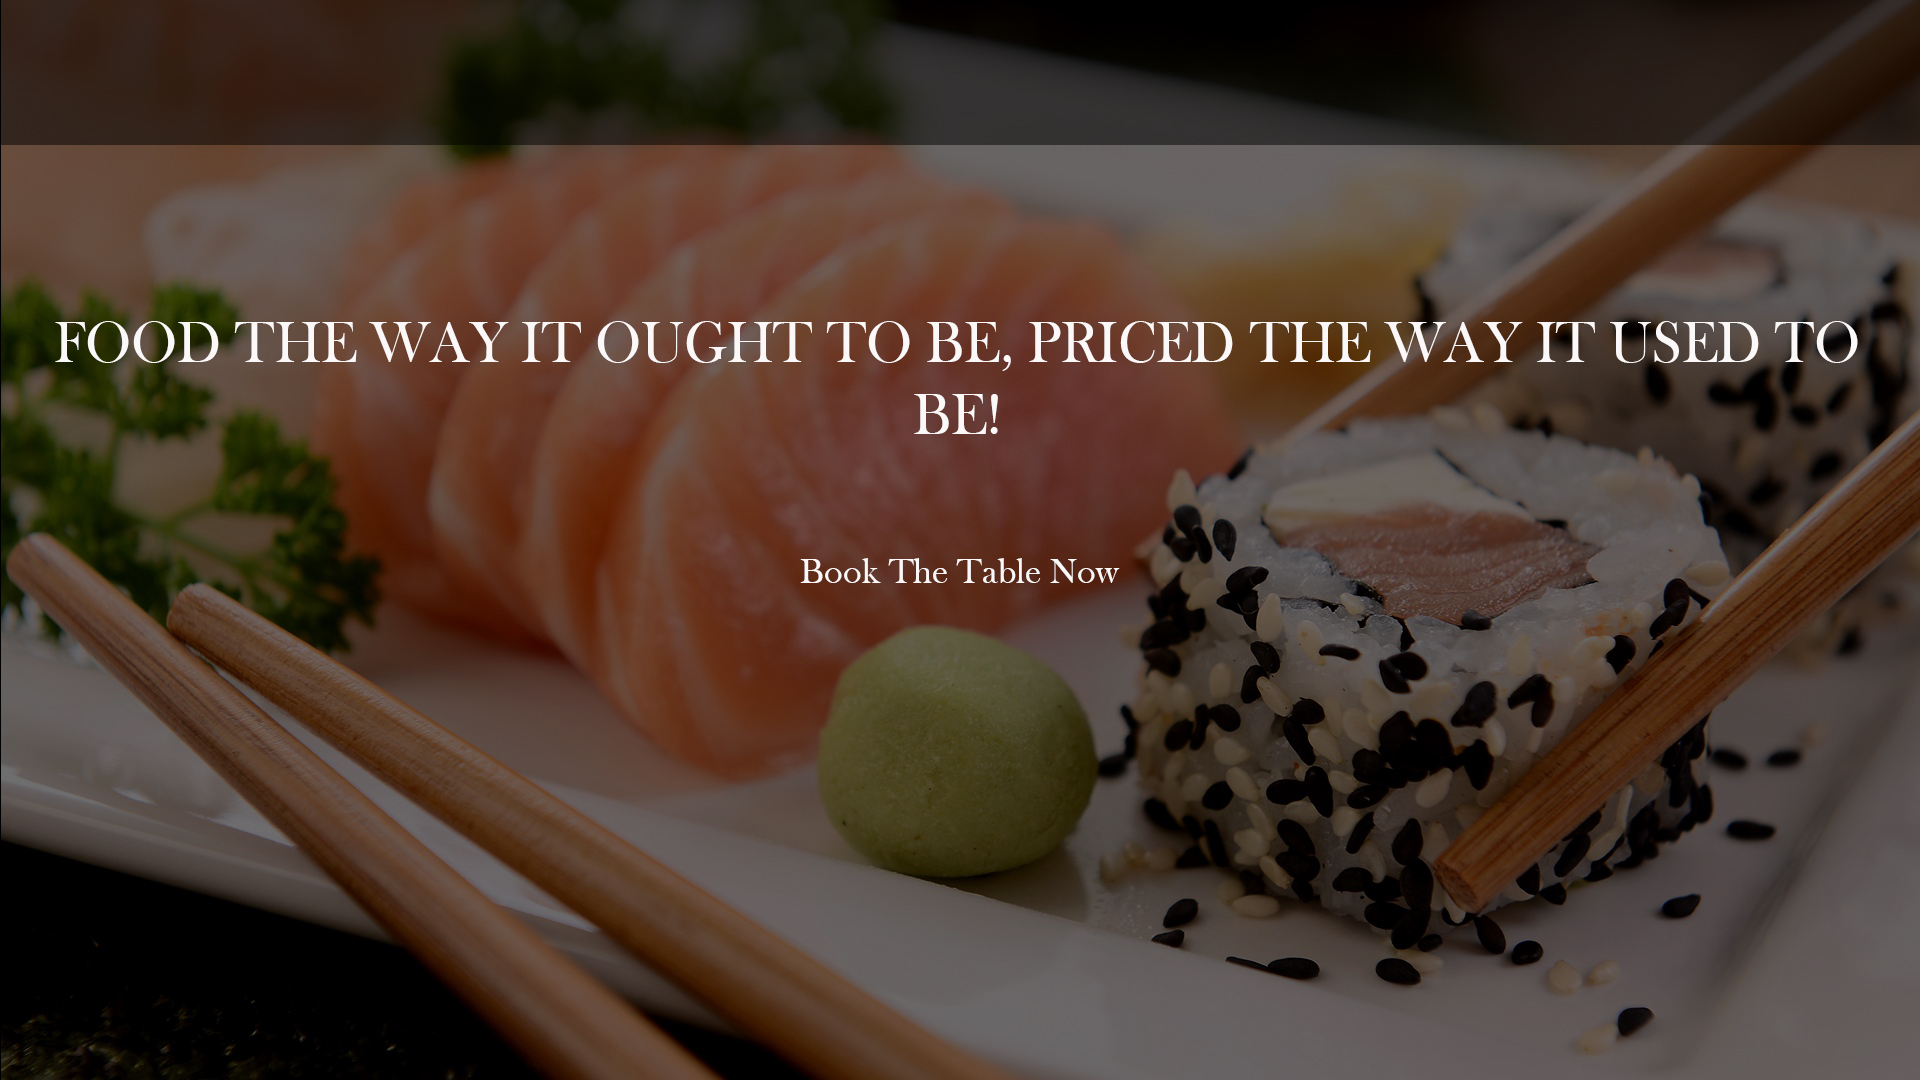 FOOD THE WAY IT OUGHT TO BE, PRICED THE WAY IT USED TO
BE!
Book The Table Now